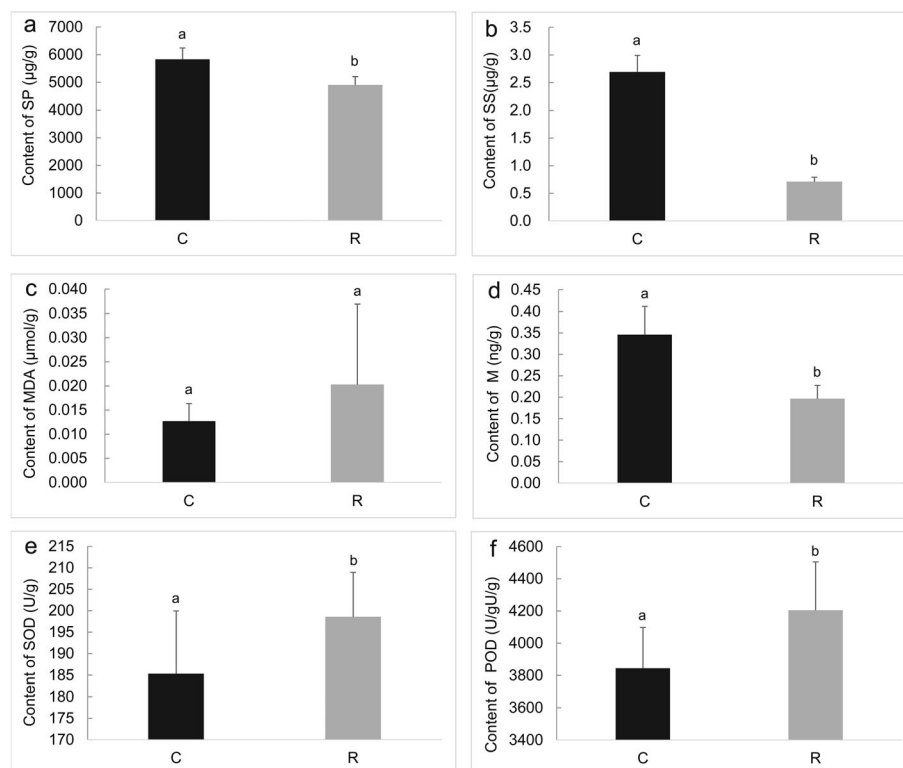 a
Content of SP (µg/g)
7000
6000
5000
4000
3000
2000
1000
0
a
b
C
R
b
Content of SS(µg/g)
3.5
3.0
2.5
2.0
1.5
1.0
0.5
0.0
a
b
C
R
c
Content of MDA (µmol/g)
0.040
0.035
0.030
0.025
0.020
0.015
0.010
0.005
0.000
a
a
C
R
d
Content of M (ng/g)
0.45
0.40
0.35
0.30
0.25
0.20
0.15
0.10
0.05
0.00
a
b
C
R
e
Content of SOD (U/g)
215
210
205
200
195
190
185
180
175
170
a
b
C
R
f
Content of POD (U/gU/g)
4600
4400
4200
4000
3800
3600
3400
a
b
C
R